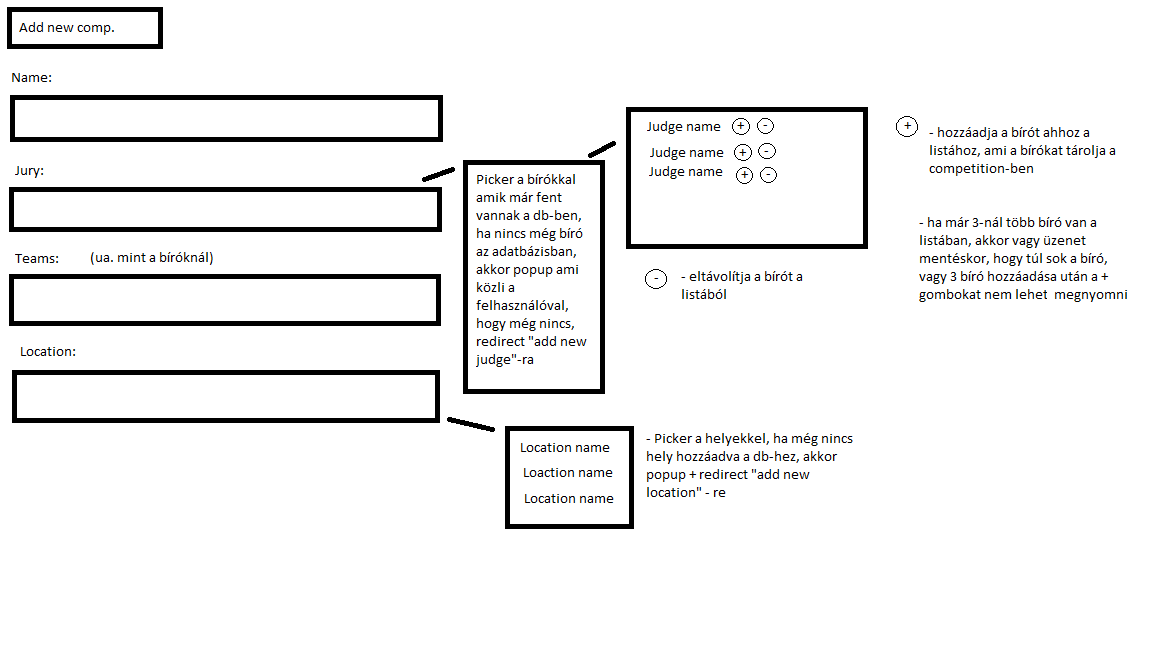 Add new comp.
Name:
Jury:
Teams: (ua. mint a bíróknál)
Location:
Picker a bírókkal
amik már fent
vannak a db-ben,
ha nincs még bíró
az adatbázisban,
akkor popup ami
közli a
felhasználóval,
hogy még nincs,
redirect "add new
judge"-ra
Judge name + -
Judge name + -
Judge name + -
+
- hozzáadja a bírót ahhoz a
listához, ami a bírókat tárolja a
competition-ben
- ha már 3-nál több bíró van a
listában, akkor vagy üzenet
mentéskor, hogy túl sok a bíró,
vagy 3 bíró hozzáadása után a +
gombokat nem lehet megnyomni
-
- eltávolítja a bírót a
listából
Location name
Loaction name
Location name
- Picker a helyekkel, ha még nincs
hely hozzáadva a db-hez, akkor
popup + redirect "add new
location" - re